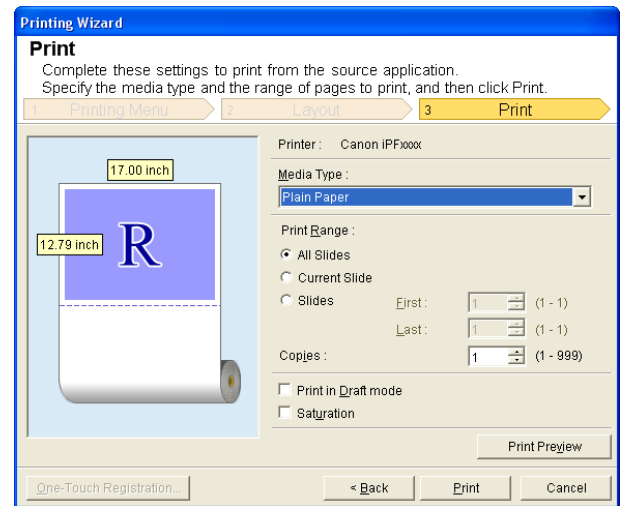 Printing Wizard
Print
Complete these settings to print from the source application.
Specify the media type and the range of pages to print, and then click Print.
1 Printing Menu 2 Layout 3 Print
Printer : Canon iPFxxxx
17.00 inch
Media Type :
Plain Paper
12.79 inch
R
Print Range :
All Slides
Current Slide
Slides First : 1 (1 - 1)
Last : 1 (1 - 1)
Copies : 1 (1 - 999)
Print in Draft mode
Saturation
Print Preview
One-Touch Registration... < Back Print Cancel